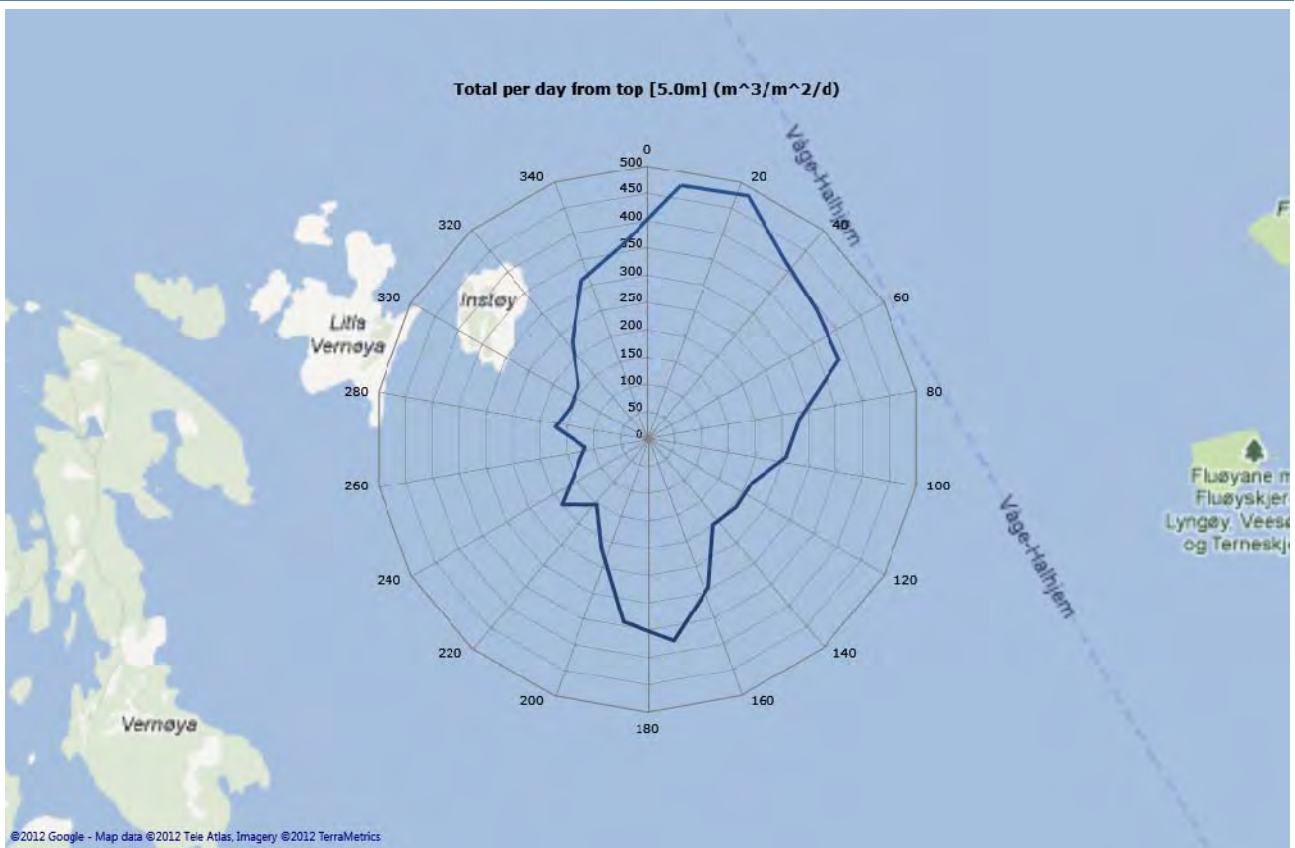 Total per day from top [5.0m] (m^3/m^2/d)
Våge-Halhjem
0
20
40
60
80
100
120
140
160
180
200
220
240
260
280
300
320
340
500
450
400
350
300
250
200
150
100
50
0
Instøy
Litla
Vernøya
Fluøyane
Fluøyskjer
Lyngøy, Veesø
og Terneskj
Våge-Halhjem
Vernøya
©2012 Google - Map data ©2012 Tele Atlas, Imagery ©2012 TerraMetrics